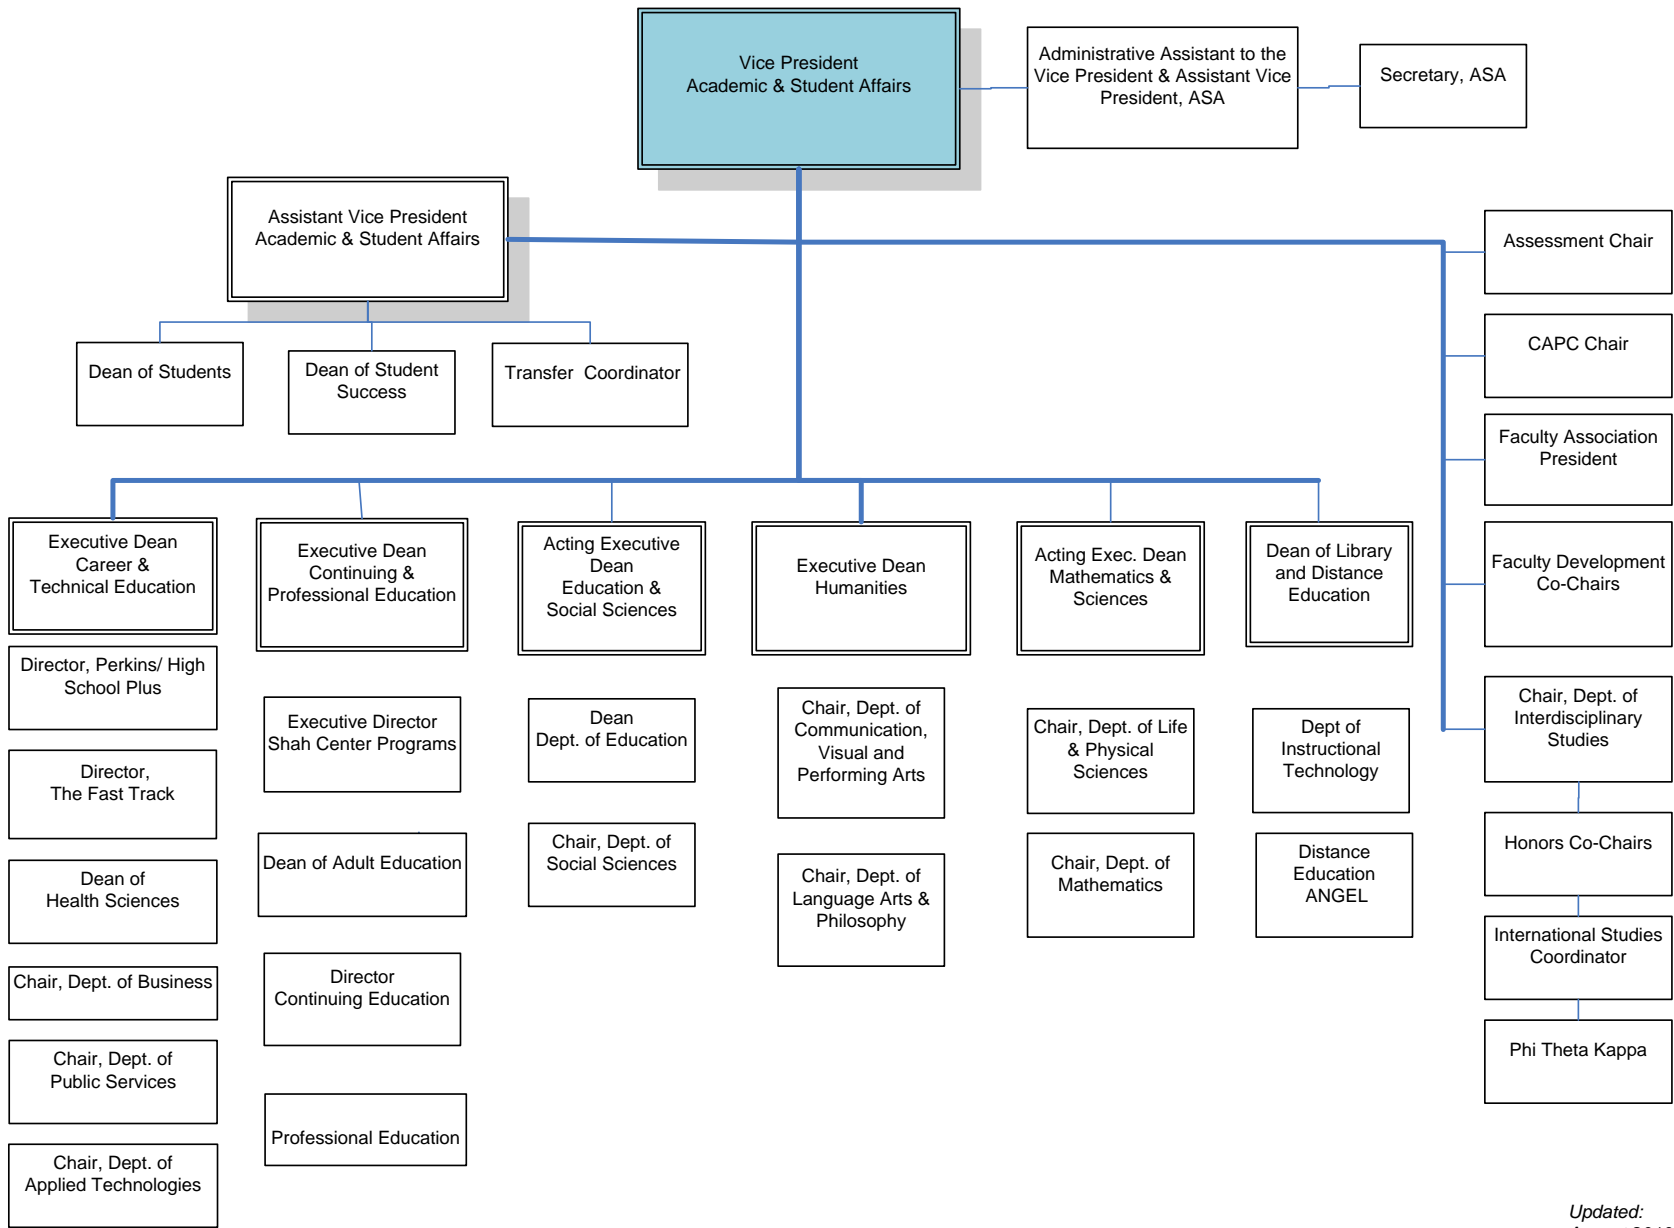 Vice President
Academic & Student Affairs
Administrative Assistant to the
Vice President & Assistant Vice
President, ASA
Secretary, ASA
Assistant Vice President
Academic & Student Affairs
Dean of Students
Dean of Student
Success
Transfer Coordinator
Assessment Chair
CAPC Chair
Faculty Association
President
Faculty Development
Co-Chairs
Chair, Dept. of
Interdisciplinary
Studies
Honors Co-Chairs
International Studies
Coordinator
Phi Theta Kappa
Executive Dean
Career &
Technical Education
Director, Perkins/ High
School Plus
Director,
The Fast Track
Dean of
Health Sciences
Chair, Dept. of Business
Chair, Dept. of
Public Services
Chair, Dept. of
Applied Technologies
Executive Dean
Continuing &
Professional Education
Executive Director
Shah Center Programs
Dean of Adult Education
Director
Continuing Education
Professional Education
Acting Executive
Dean
Education &
Social Sciences
Dean
Dept. of Education
Chair, Dept. of
Social Sciences
Executive Dean
Humanities
Chair, Dept. of
Communication,
Visual and
Performing Arts
Chair, Dept. of
Language Arts &
Philosophy
Acting Exec. Dean
Mathematics &
Sciences
Chair, Dept. of Life
& Physical
Sciences
Chair, Dept. of
Mathematics
Dean of Library
and Distance
Education
Dept of
Instructional
Technology
Distance
Education
ANGEL
Updated: